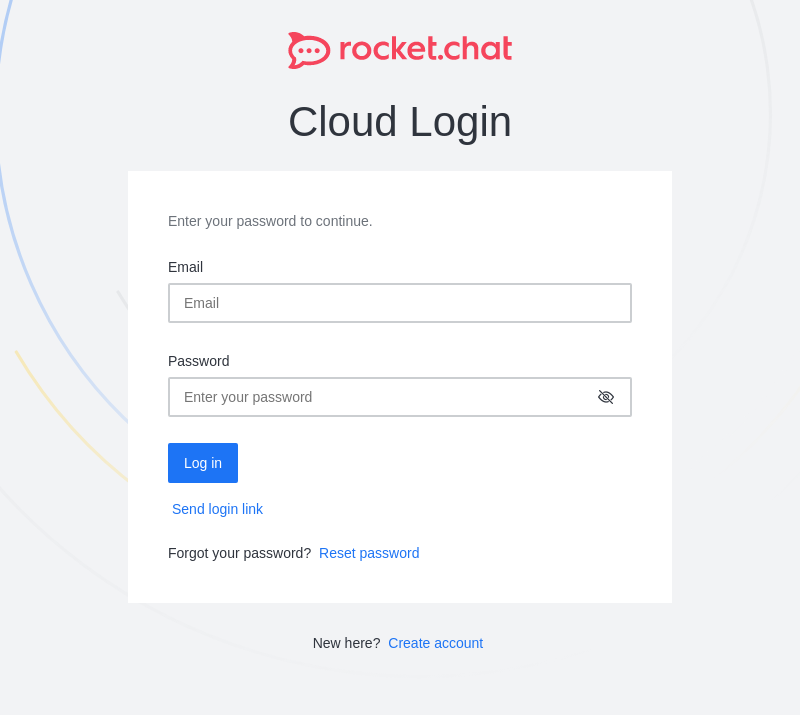 rocket.chat
Cloud Login
Enter your password to continue.
Email
Email
Password
Enter your password
Log in
Send login link
Forgot your password? Reset password
New here? Create account